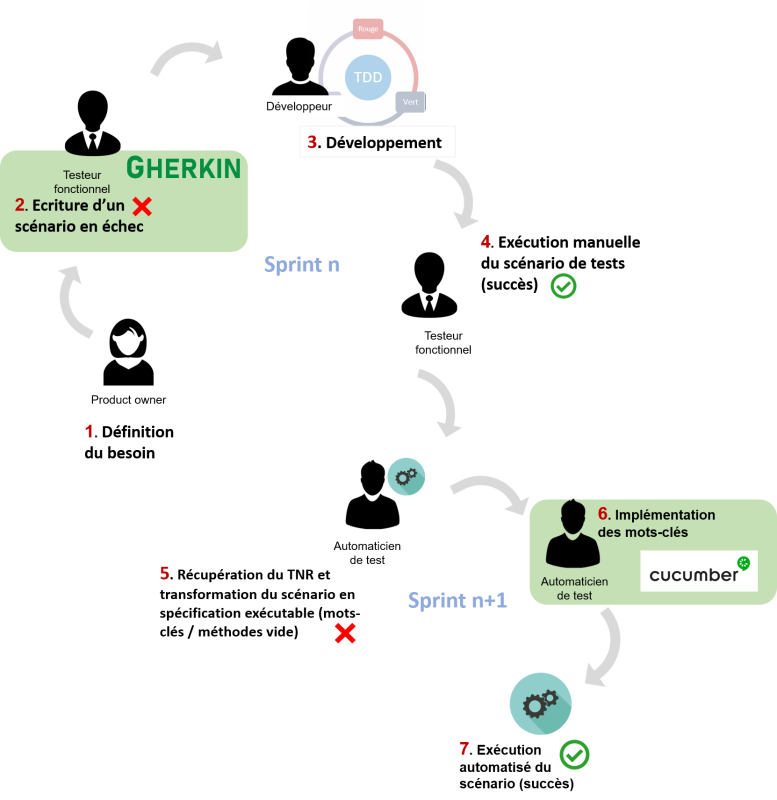 Rouge
TDD
Vert
Développeur
3. Développement
GHERKIN
Testeur
fonctionnel
2. Ecriture d'un
scénario en échec
Sprint n
4. Exécution manuelle
du scénario de tests
(succès)
Testeur
fonctionnel
Product owner
1. Définition
du besoin
Automaticien
de test
5. Récupération du TNR et
transformation du scénario en
spécification exécutable (mots-
clés / méthodes vide)
Sprint n+1
6. Implémentation
des mots-clés
cucumber
Automaticien
de test
7. Exécution
automatisé du
scénario (succès)